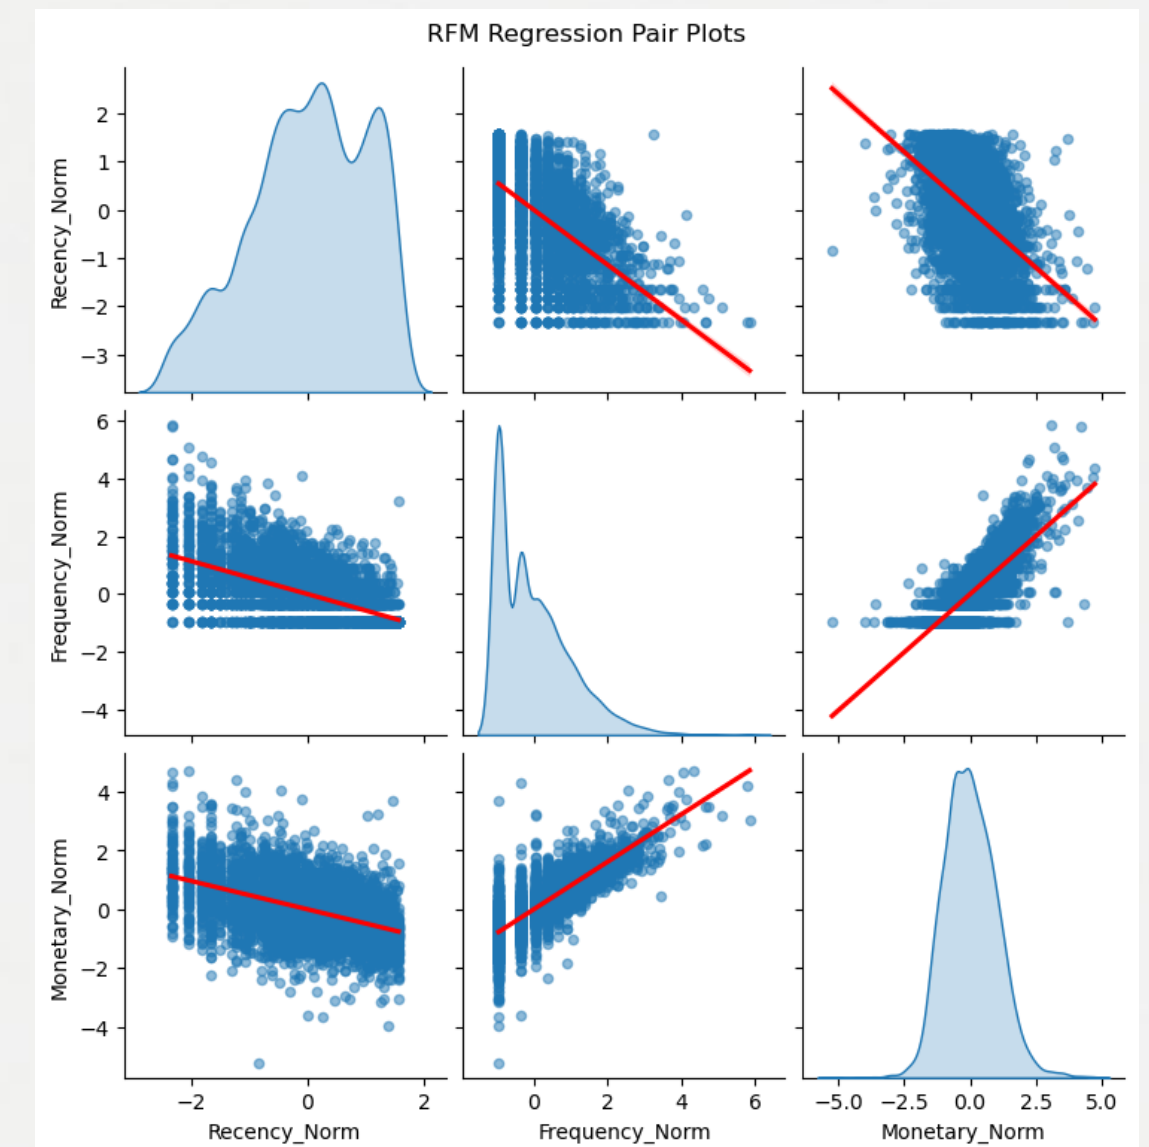 RFM Regression Pair Plots
Recency_Norm
2
1
0
−1
−2
−3
Frequency_Norm
6
4
2
0
−2
−4
Monetary_Norm
4
2
0
−2
−4
−2 0 2
0 2 4 6
−5.0 −2.5 0.0 2.5 5.0
Recency_Norm
Frequency_Norm
Monetary_Norm